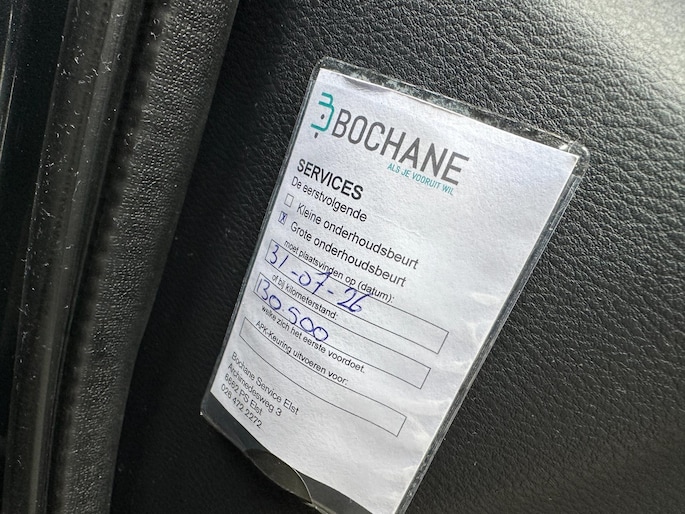 BOCHANE
ALS JE VOORUIT WIL
SERVICES
De eerstvolgende
Kleine onderhoudsbeurt
x Grote onderhoudsbeurt
moet plaatsvinden op (datum):
31-07-26
of bij kilometerstand:
130.500
welke zich het eerste voordoet.
APK-Keuring uitvoeren voor:
Bochane Service Elst
Archimedesweg 3
6662 PS Elst
026 472 2272